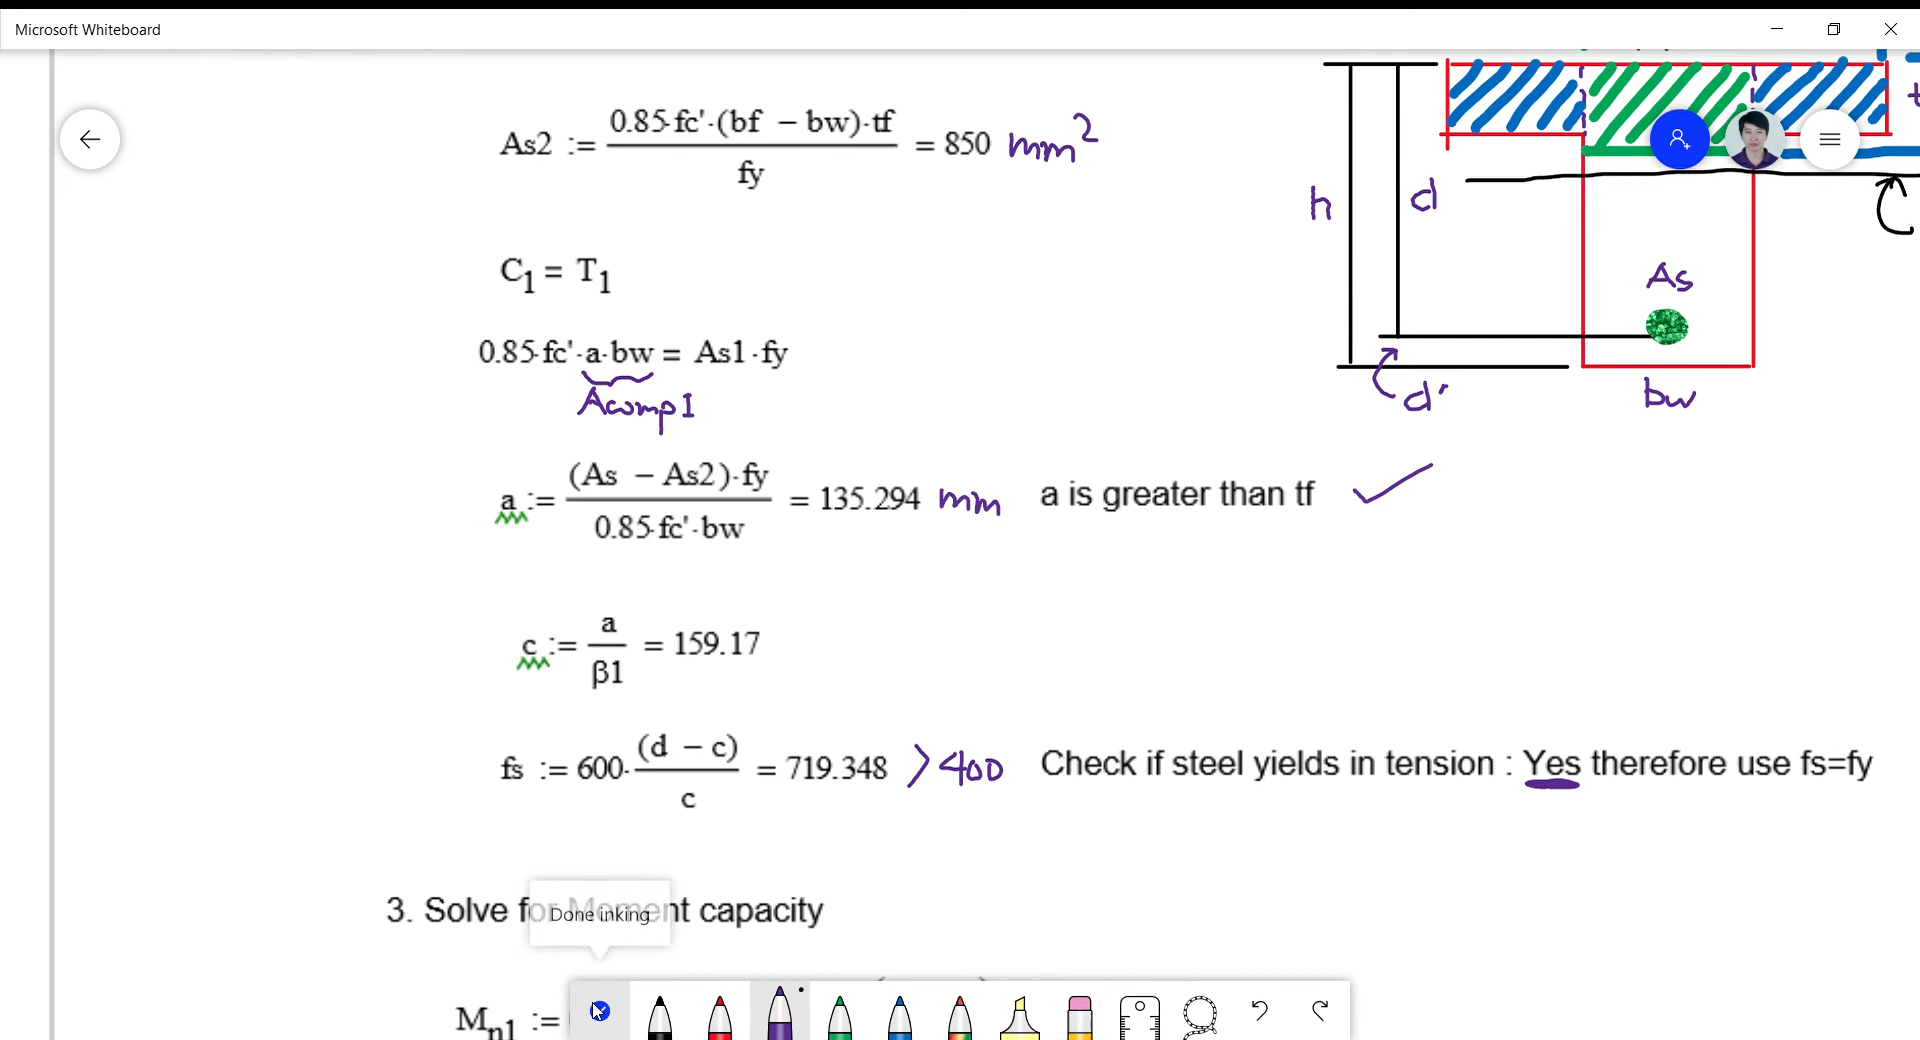 Microsoft Whiteboard
As2 := 0.85·fc'·(bf − bw)·tf / fy = 850 mm²
C₁ = T₁
0.85·fc'·a·bw = As1·fy
Acomp1
a := (As − As2)·fy / 0.85·fc'·bw = 135.294 mm a is greater than tf
c := a / β1 = 159.17
fs := 600·(d − c) / c = 719.348 > 400 Check if steel yields in tension : Yes therefore use fs=fy
3. Solve for Moment capacity
Done inking
Mn1 :=
h
d
As
d'
bw
t